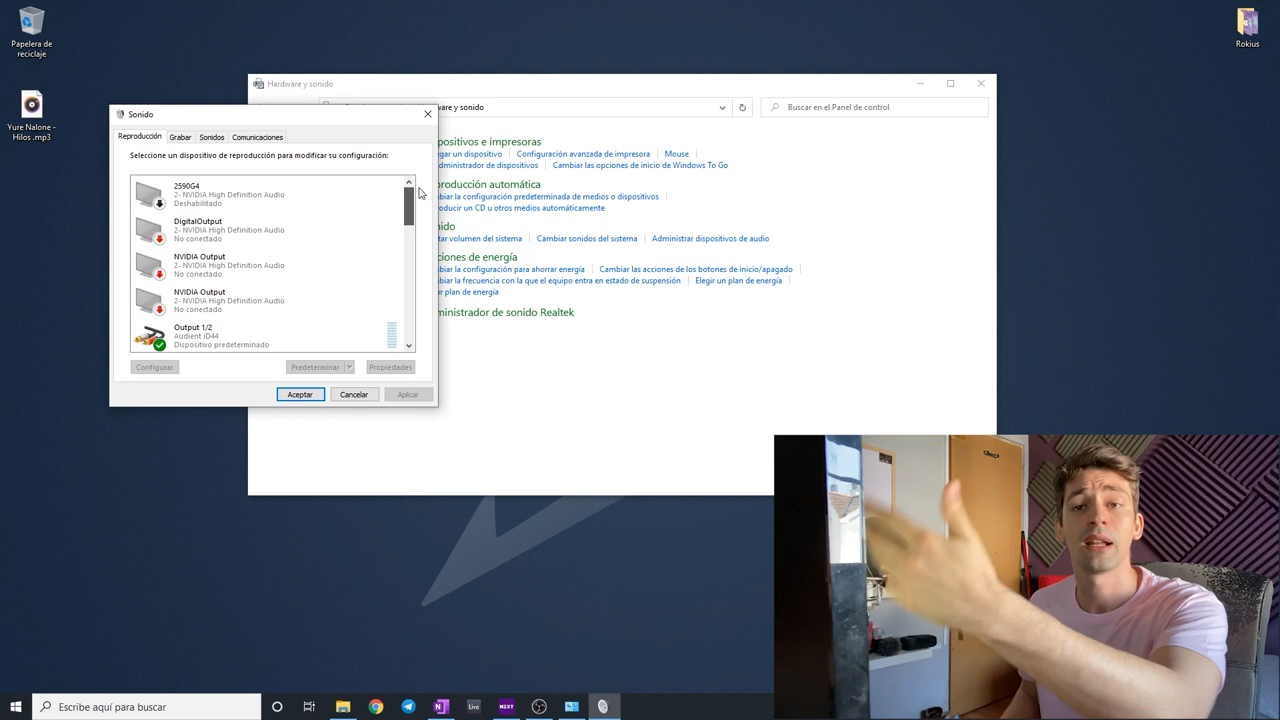 Papelera de
reciclaje
Yure Nalone -
Hilos .mp3
Rokius
Hardware y sonido
ware y sonido
Buscar en el Panel de control
positivos e impresoras
gar un dispositivo
Configuración avanzada de impresora
Mouse
dministrador de dispositivos
Cambiar las opciones de inicio de Windows To Go
producción automática
biar la configuración predeterminada de medios o dispositivos
roducir un CD u otros medios automáticamente
nido
tar volumen del sistema
Cambiar sonidos del sistema
Administrar dispositivos de audio
ciones de energía
biar la configuración para ahorrar energía
Cambiar las acciones de los botones de inicio/apagado
biar la frecuencia con la que el equipo entra en estado de suspensión
Elegir un plan de energía
ar plan de energía
ministrador de sonido Realtek
Sonido
Reproducción
Grabar
Sonidos
Comunicaciones
Seleccione un dispositivo de reproducción para modificar su configuración:
2590G4
2- NVIDIA High Definition Audio
Deshabilitado
DigitalOutput
2- NVIDIA High Definition Audio
No conectado
NVIDIA Output
2- NVIDIA High Definition Audio
No conectado
NVIDIA Output
2- NVIDIA High Definition Audio
No conectado
Output 1/2
Audient iD44
Dispositivo predeterminado
Configurar
Predeterminar
Propiedades
Aceptar
Cancelar
Aplicar
Escribe aquí para buscar
Live
NZXT